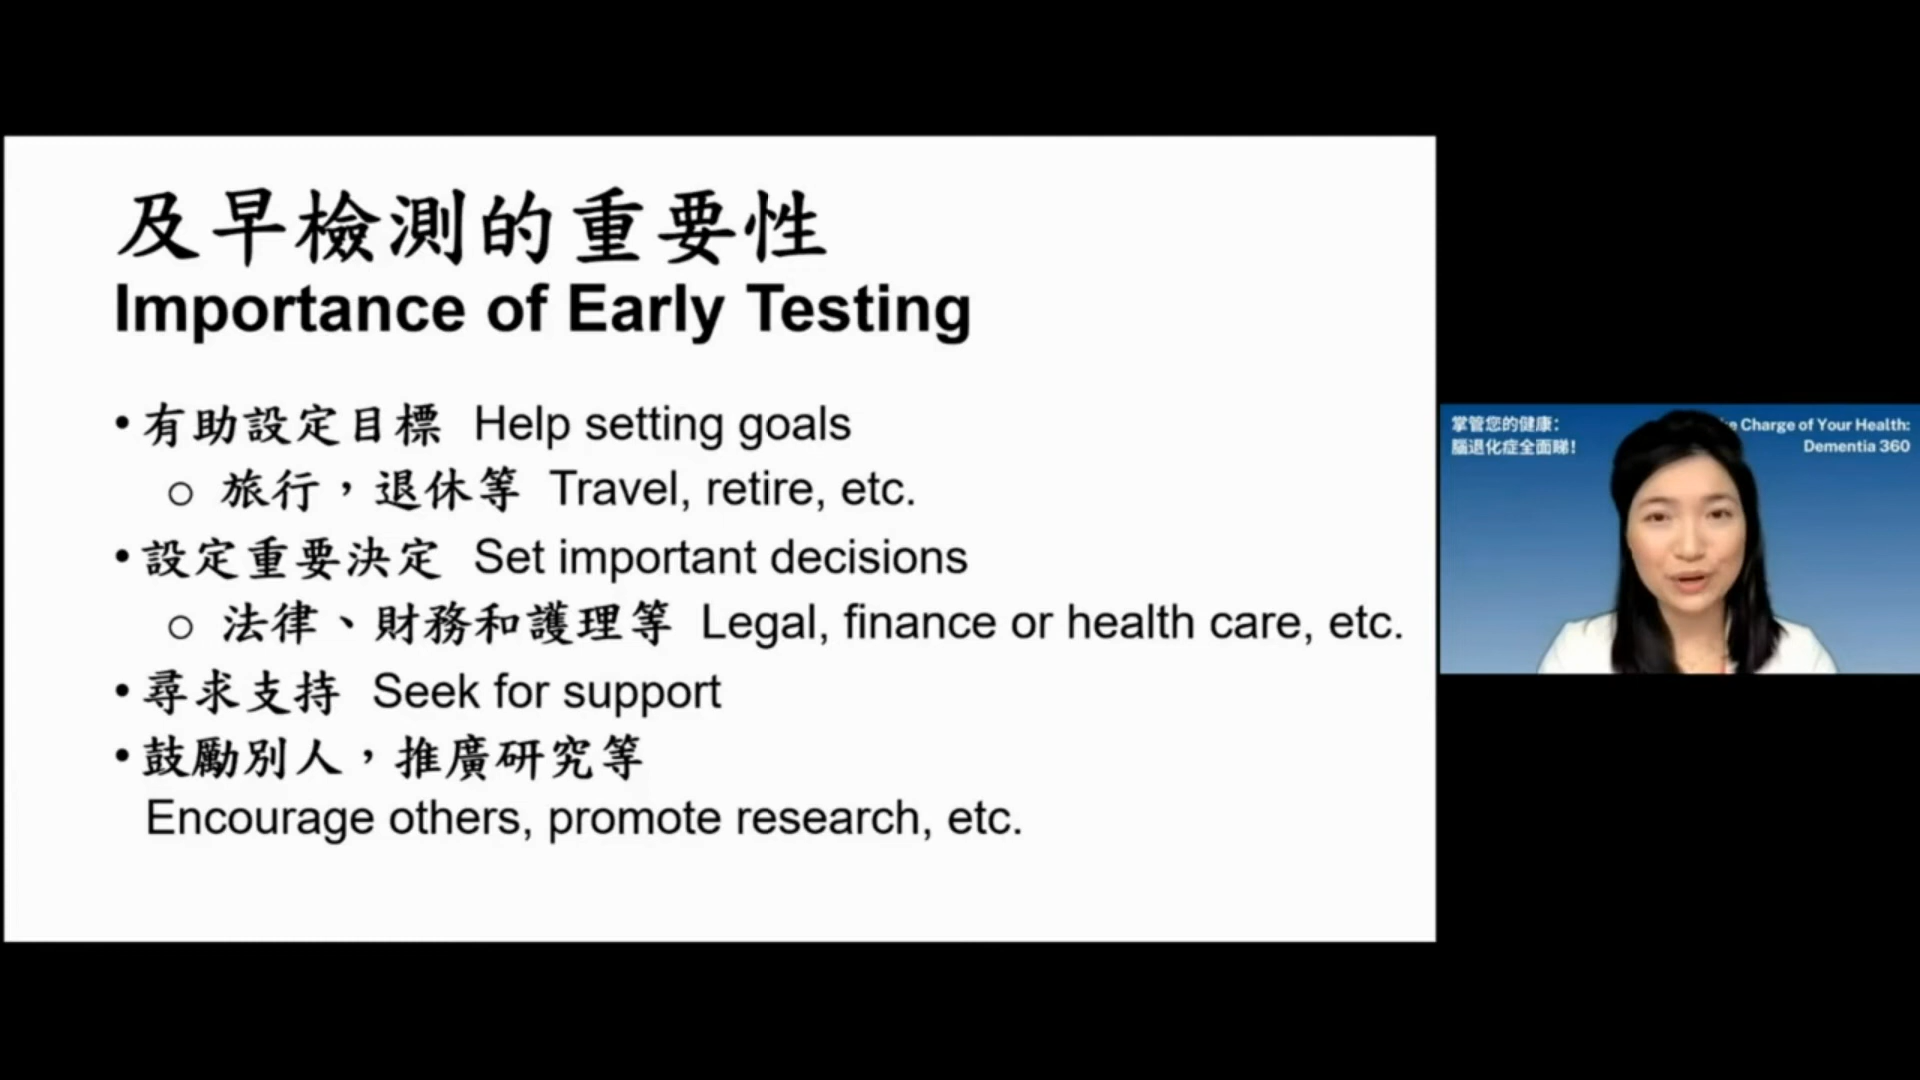 及早檢測的重要性
Importance of Early Testing
• 有助設定目標 Help setting goals
o 旅行，退休等 Travel, retire, etc.
• 設定重要決定 Set important decisions
o 法律、財務和護理等 Legal, finance or health care, etc.
• 尋求支持 Seek for support
• 鼓勵別人，推廣研究等
Encourage others, promote research, etc.
掌管您的健康：
腦退化症全面睇！
Charge of Your Health:
Dementia 360